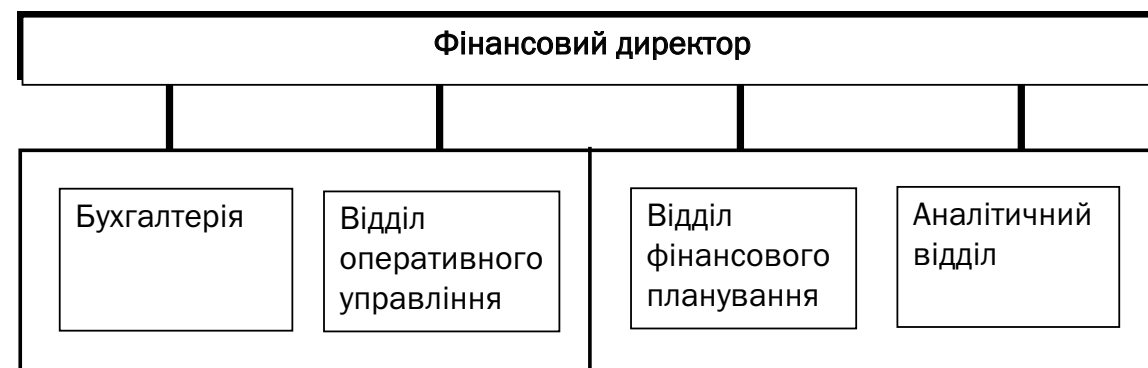 Фінансовий директор
Бухгалтерія
Відділ
оперативного
управління
Відділ
фінансового
планування
Аналітичний
відділ